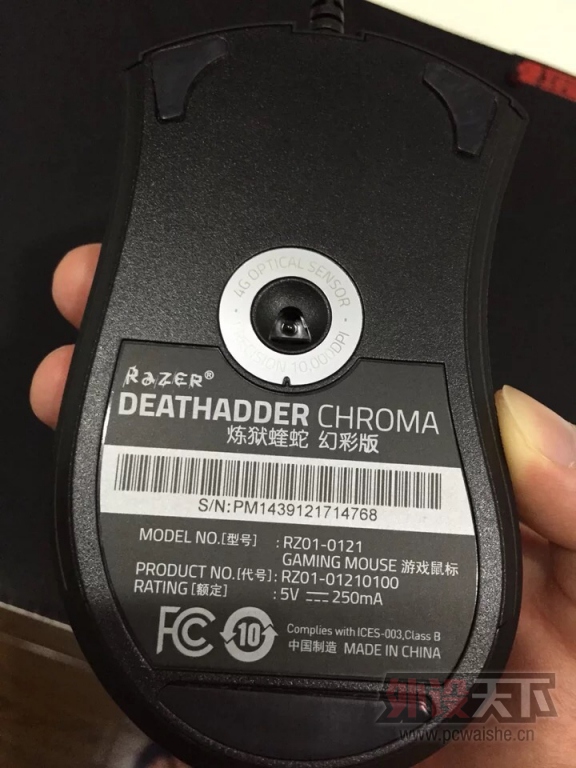 4G OPTICAL SENSOR
PRECISION 10,000DPI
RAZER®
DEATHADDER CHROMA
炼狱蝰蛇 幻彩版
S/N:PM1439121714768
MODEL NO.[型号] : RZ01-0121
GAMING MOUSE 游戏鼠标
PRODUCT NO.[代号] : RZ01-01210100
RATING [额定] : 5V ⎓ 250mA
FC 10 Complies with ICES-003,Class B
中国制造 MADE IN CHINA
外设天下
www.pcwaishe.cn